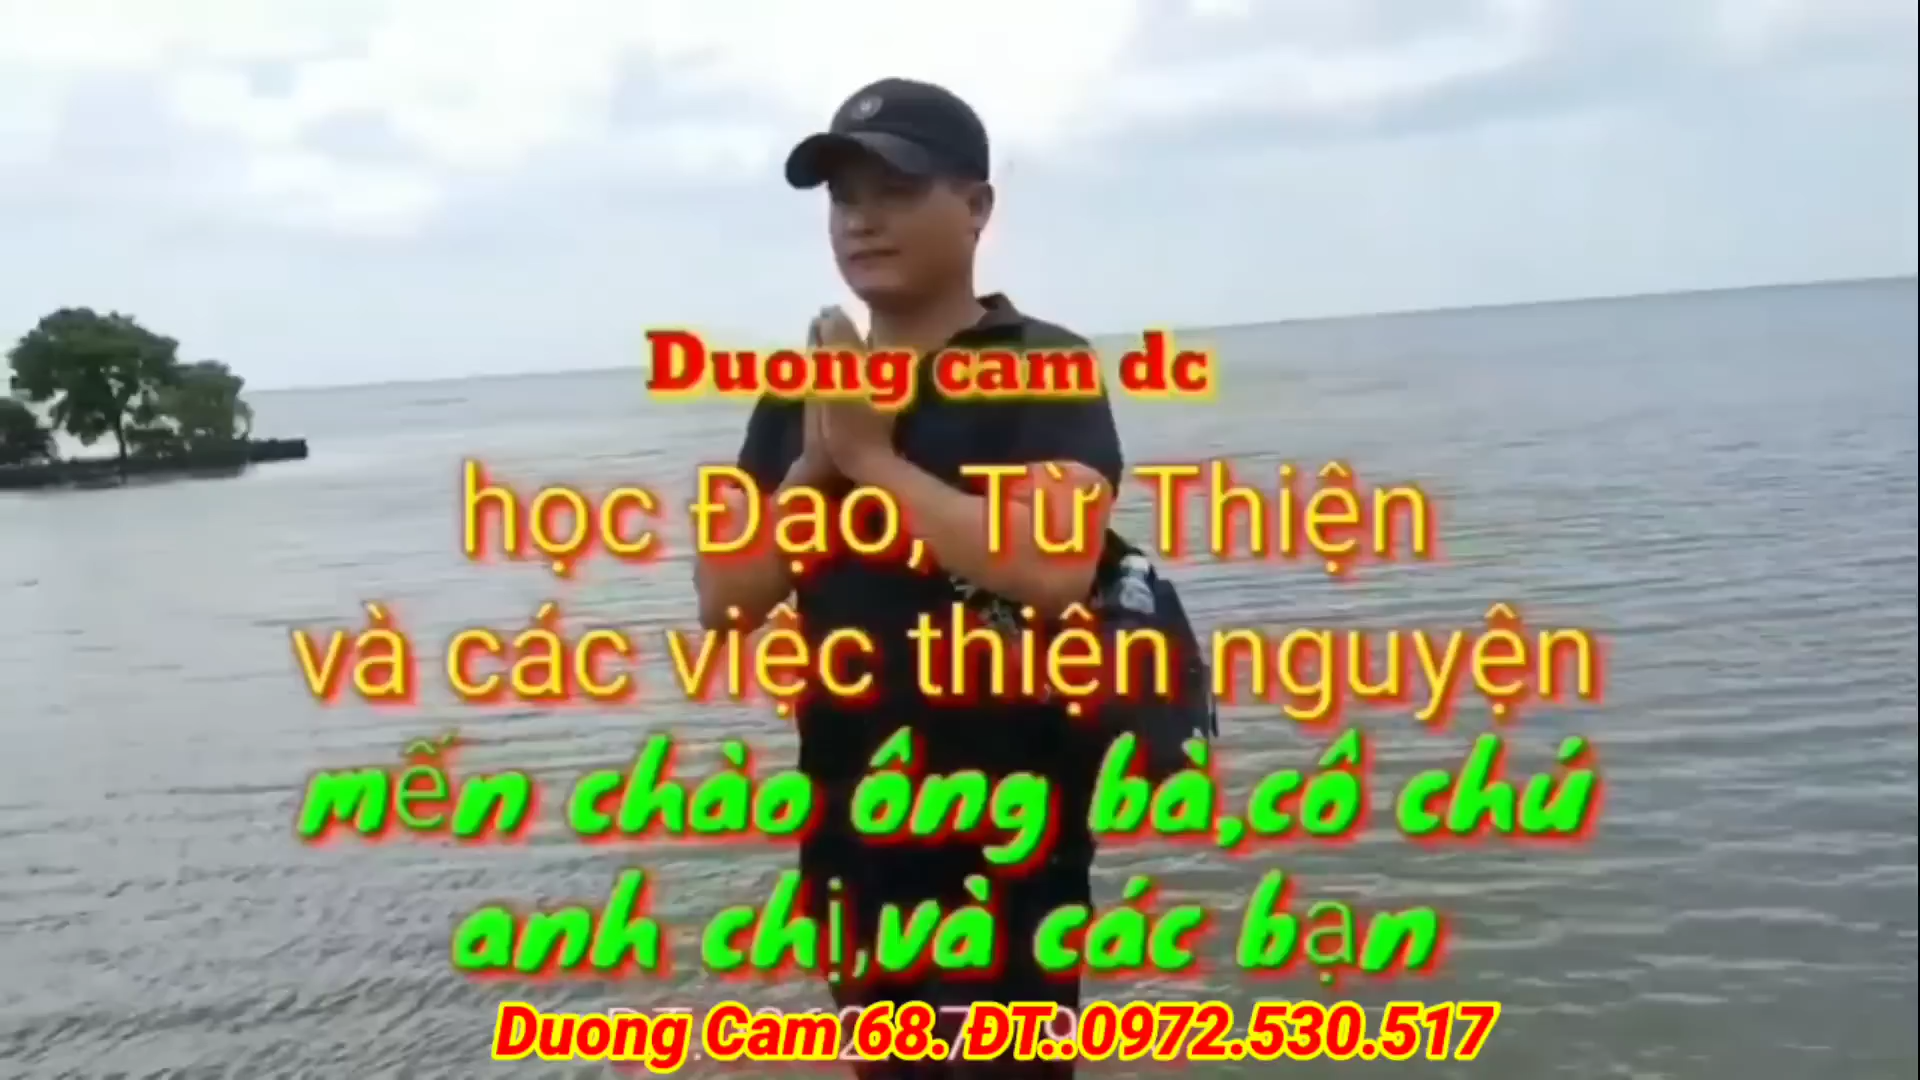 Duong cam dc
học Đạo, Từ Thiện
và các việc thiện nguyện
mến chào ông bà,cô chú
anh chị,và các bạn
Duong Cam 68. ĐT..0972.530.517